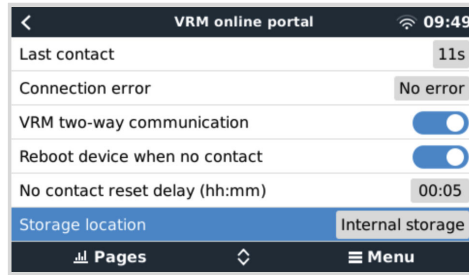 VRM online portal 09:49
Last contact 11s
Connection error No error
VRM two-way communication
Reboot device when no contact
No contact reset delay (hh:mm) 00:05
Storage location Internal storage
Pages Menu